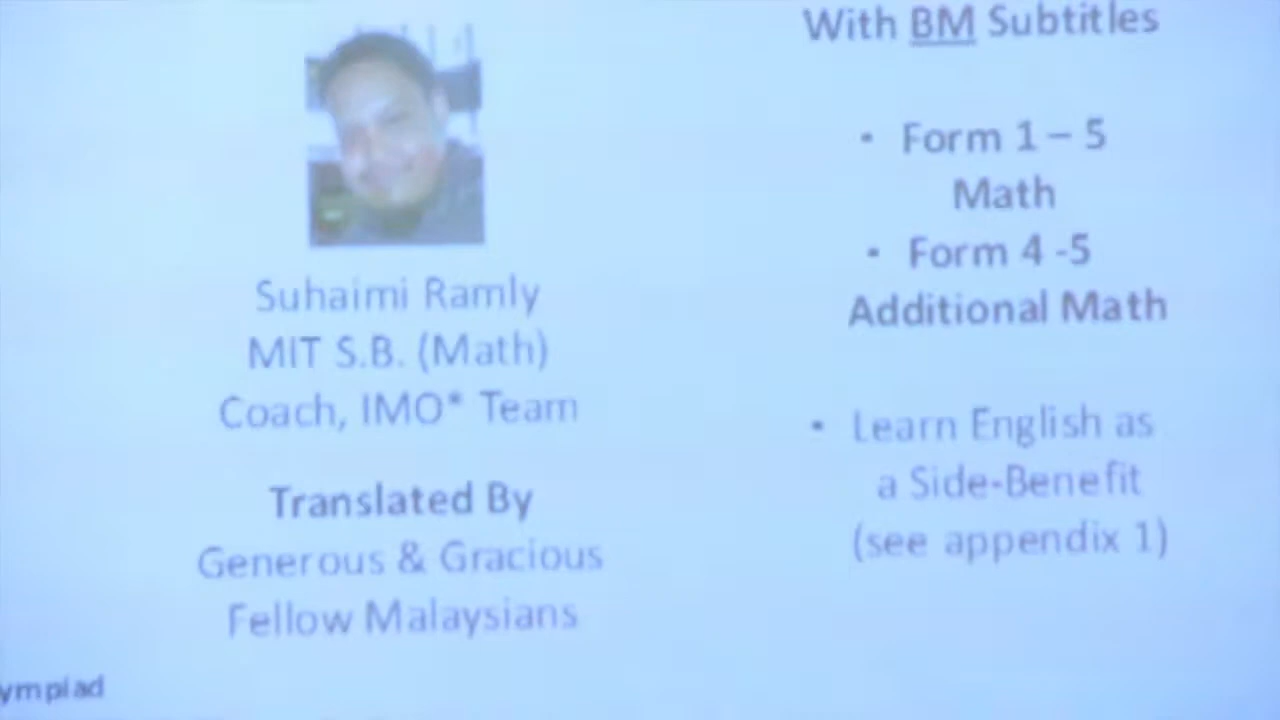 Suhaimi Ramly
MIT S.B. (Math)
Coach, IMO* Team
Translated By
Generous & Gracious
Fellow Malaysians
ympiad
With BM Subtitles
• Form 1 – 5
Math
• Form 4 -5
Additional Math
• Learn English as
a Side-Benefit
(see appendix 1)